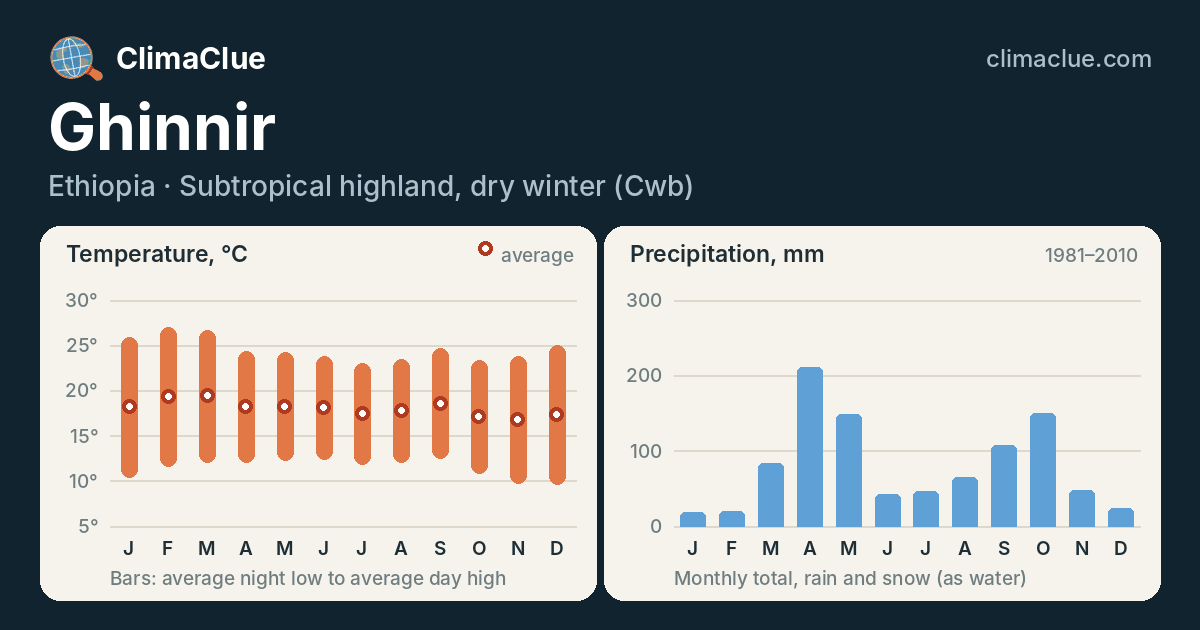 ClimaClue
climaclue.com
Ghinnir
Ethiopia · Subtropical highland, dry winter (Cwb)
Temperature, °C
average
30°
25°
20°
15°
10°
5°
J F M A M J J A S O N D
Bars: average night low to average day high
Precipitation, mm
1981–2010
300
200
100
0
J F M A M J J A S O N D
Monthly total, rain and snow (as water)